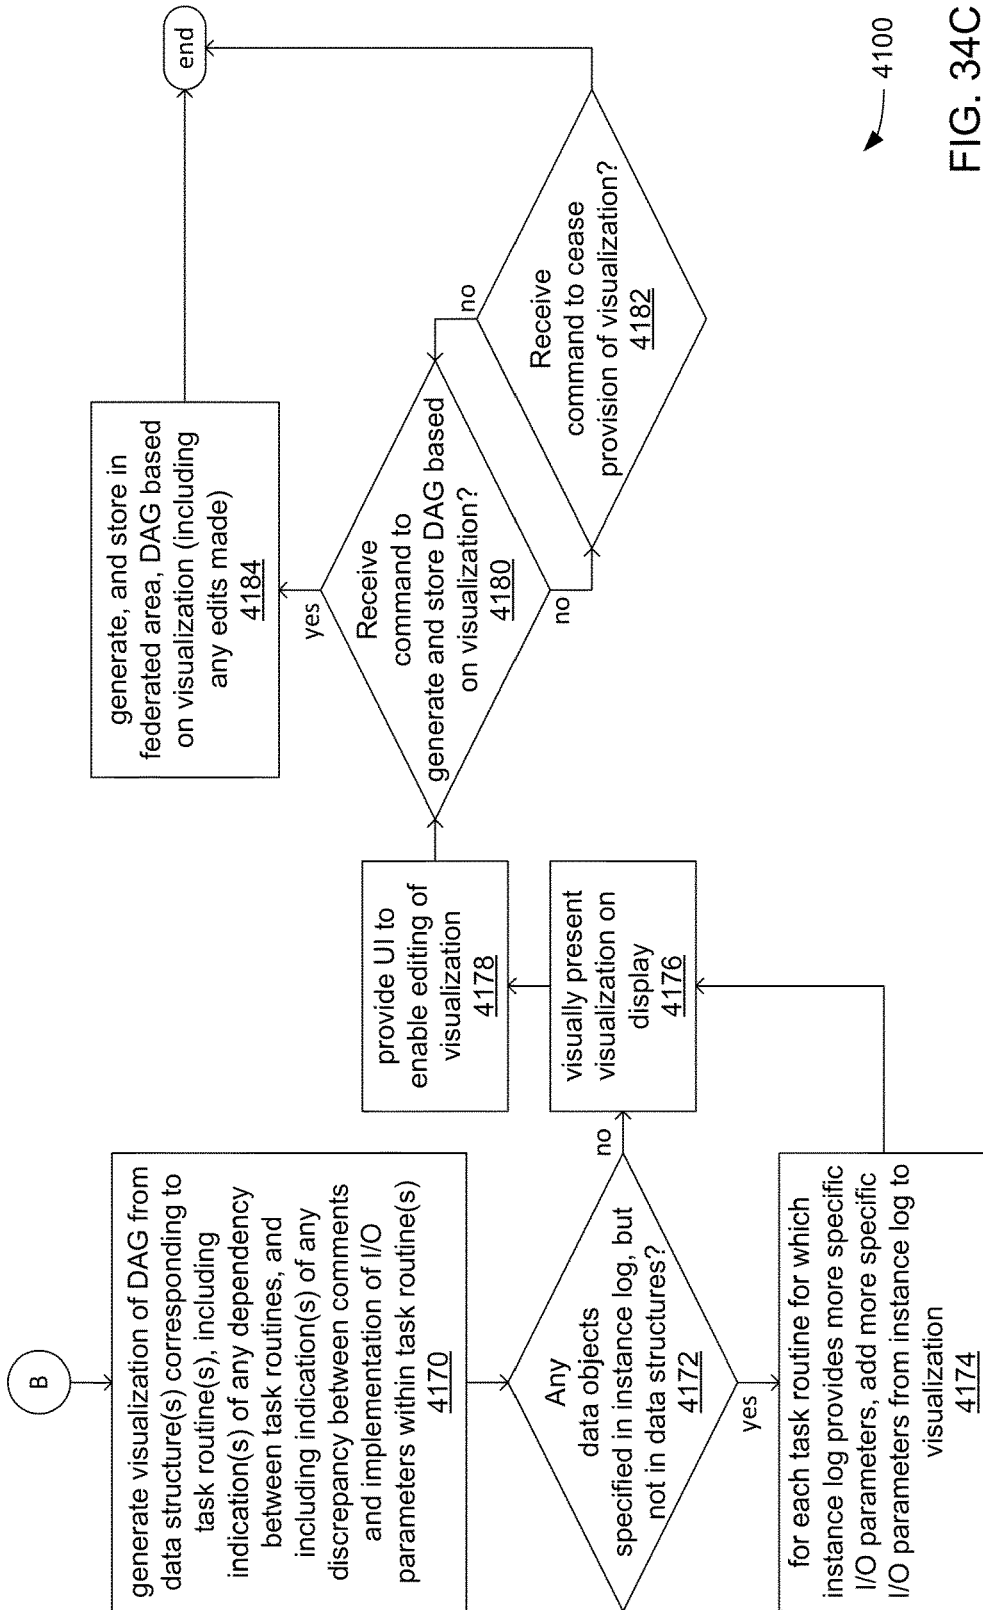 B
generate visualization of DAG from
data structure(s) corresponding to
task routine(s), including
indication(s) of any dependency
between task routines, and
including indication(s) of any
discrepancy between comments
and implementation of I/O
parameters within task routine(s)
4170
Any
data objects
specified in instance log, but
not in data structures?
4172
no
yes
for each task routine for which
instance log provides more specific
I/O parameters, add more specific
I/O parameters from instance log to
visualization
4174
visually present
visualization on
display
4176
provide UI to
enable editing of
visualization
4178
Receive
command to
generate and store DAG based
on visualization?
4180
yes
no
generate, and store in
federated area, DAG based
on visualization (including
any edits made)
4184
Receive
command to cease
provision of visualization?
4182
no
end
4100
FIG. 34C